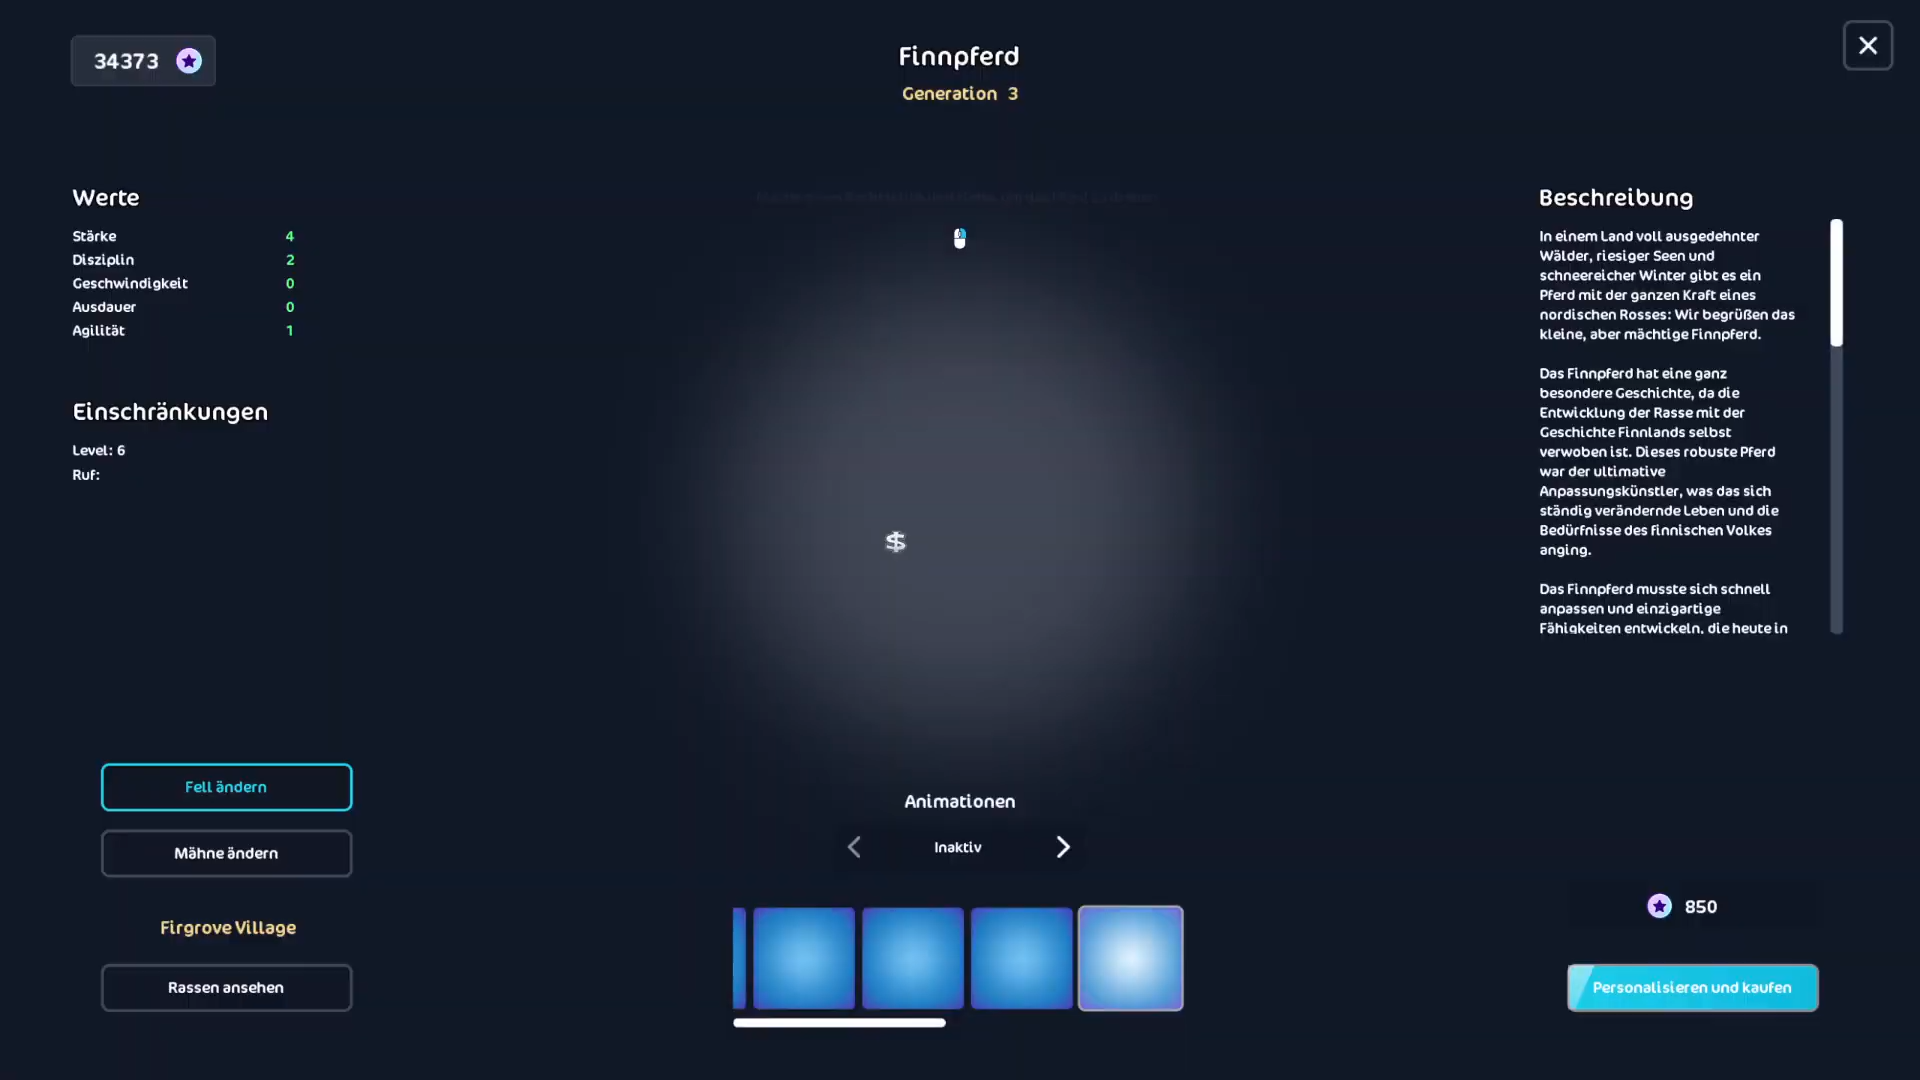 34373
Finnpferd
Generation 3
Werte
Stärke 4
Disziplin 2
Geschwindigkeit 0
Ausdauer 0
Agilität 1
Einschränkungen
Level: 6
Ruf:
Beschreibung
In einem Land voll ausgedehnter
Wälder, riesiger Seen und
schneereicher Winter gibt es ein
Pferd mit der ganzen Kraft eines
nordischen Rosses: Wir begrüßen das
kleine, aber mächtige Finnpferd.
Das Finnpferd hat eine ganz
besondere Geschichte, da die
Entwicklung der Rasse mit der
Geschichte Finnlands selbst
verwoben ist. Dieses robuste Pferd
war der ultimative
Anpassungskünstler, was das sich
ständig verändernde Leben und die
Bedürfnisse des finnischen Volkes
anging.
Das Finnpferd musste sich schnell
anpassen und einzigartige
Fähigkeiten entwickeln, die heute in
Fell ändern
Mähne ändern
Firgrove Village
Rassen ansehen
Animationen
Inaktiv
850
Personalisieren und kaufen